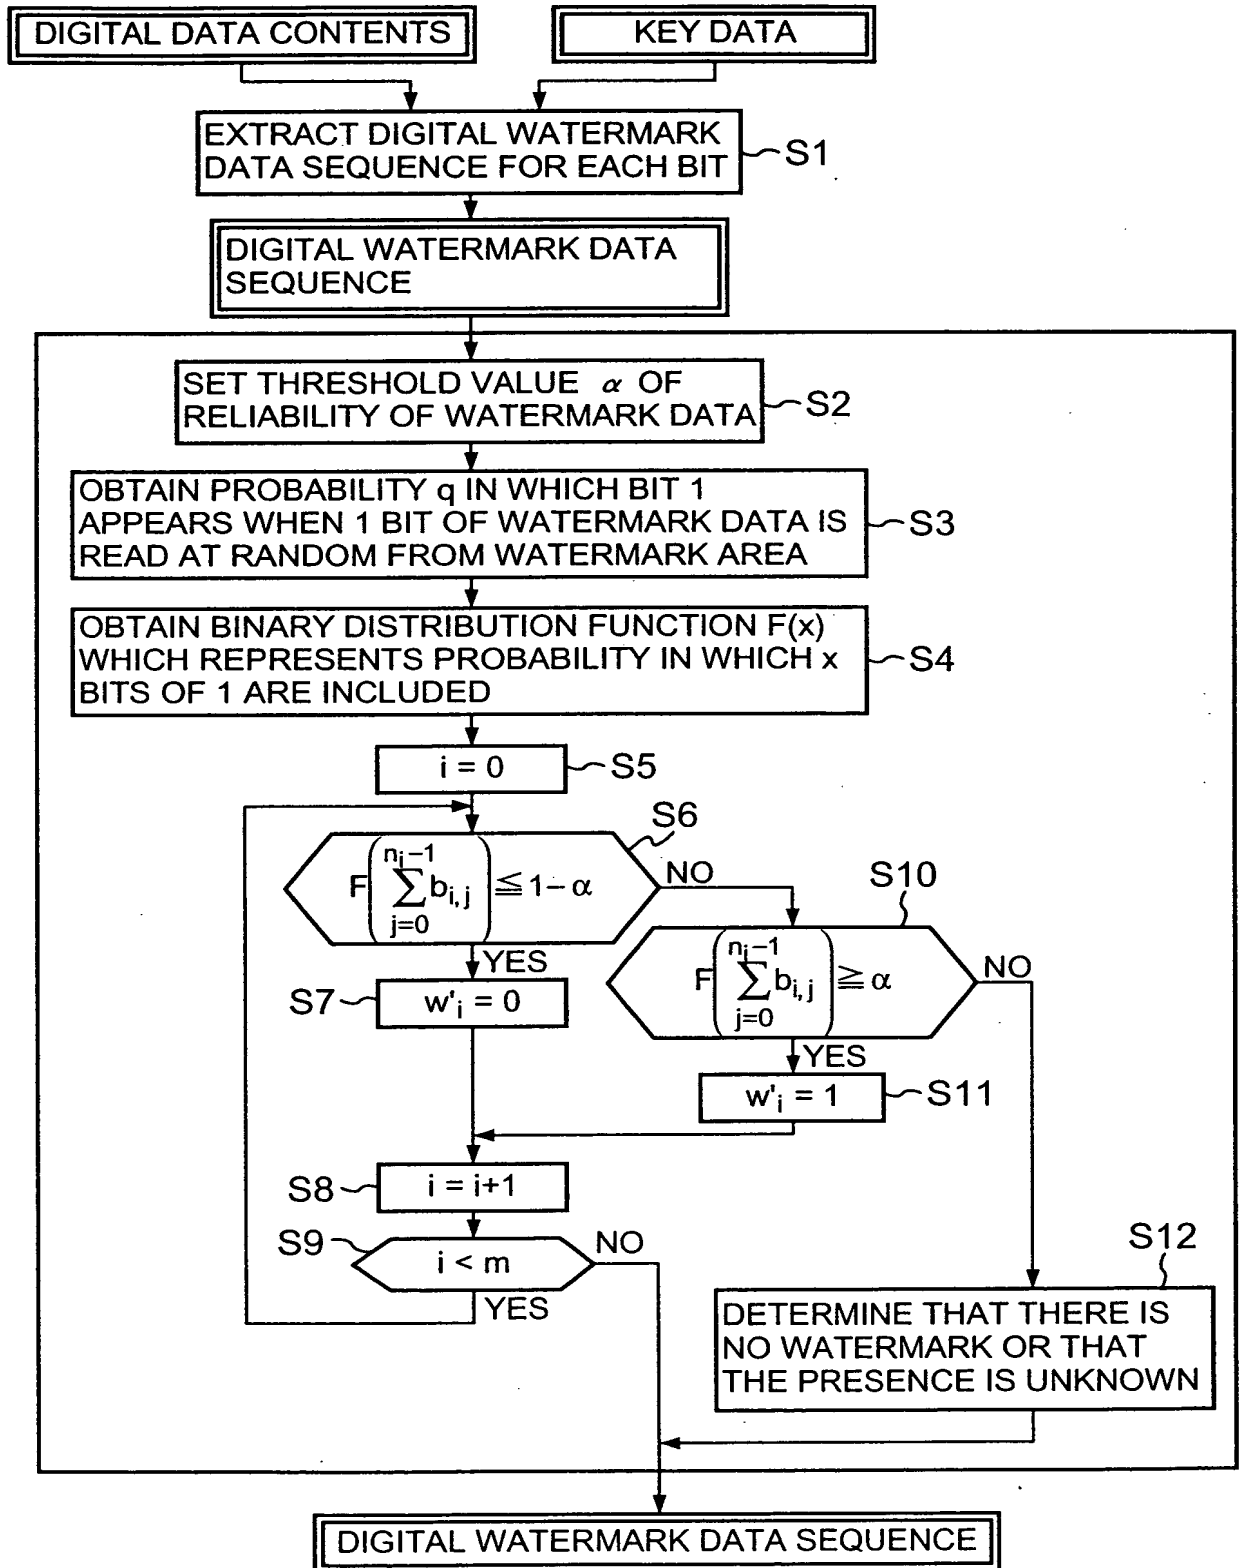 DIGITAL DATA CONTENTS
KEY DATA
EXTRACT DIGITAL WATERMARK
DATA SEQUENCE FOR EACH BIT
S1
DIGITAL WATERMARK DATA
SEQUENCE
SET THRESHOLD VALUE α OF
RELIABILITY OF WATERMARK DATA
S2
OBTAIN PROBABILITY q IN WHICH BIT 1
APPEARS WHEN 1 BIT OF WATERMARK DATA IS
READ AT RANDOM FROM WATERMARK AREA
S3
OBTAIN BINARY DISTRIBUTION FUNCTION F(x)
WHICH REPRESENTS PROBABILITY IN WHICH x
BITS OF 1 ARE INCLUDED
S4
i = 0
S5
S6
F(∑_{j=0}^{n_i-1} b_{i,j}) ≦ 1-α
NO
YES
S10
F(∑_{j=0}^{n_i-1} b_{i,j}) ≧ α
NO
YES
S7
w'_i = 0
w'_i = 1
S11
S8
i = i+1
S9
i < m
NO
YES
S12
DETERMINE THAT THERE IS
NO WATERMARK OR THAT
THE PRESENCE IS UNKNOWN
DIGITAL WATERMARK DATA SEQUENCE